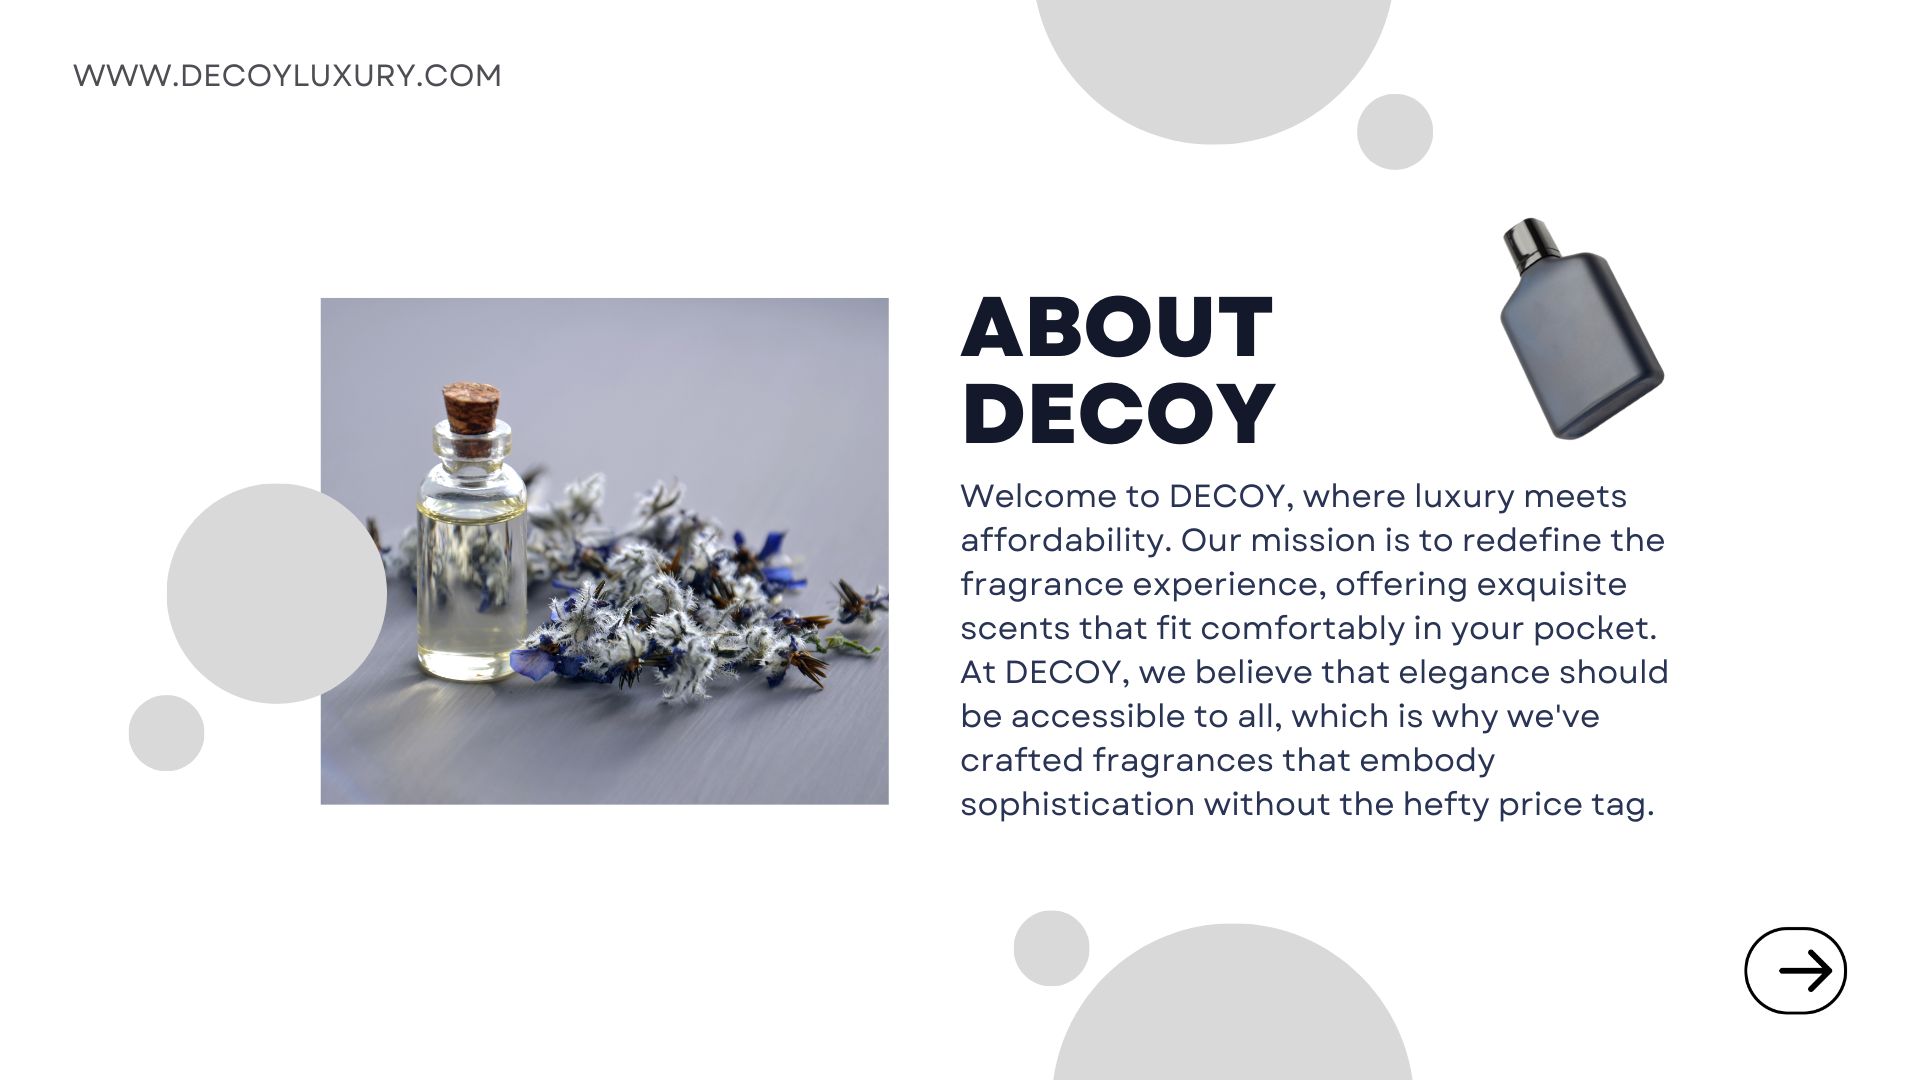 WWW.DECOYLUXURY.COM
ABOUT
DECOY
Welcome to DECOY, where luxury meets
affordability. Our mission is to redefine the
fragrance experience, offering exquisite
scents that fit comfortably in your pocket.
At DECOY, we believe that elegance should
be accessible to all, which is why we've
crafted fragrances that embody
sophistication without the hefty price tag.